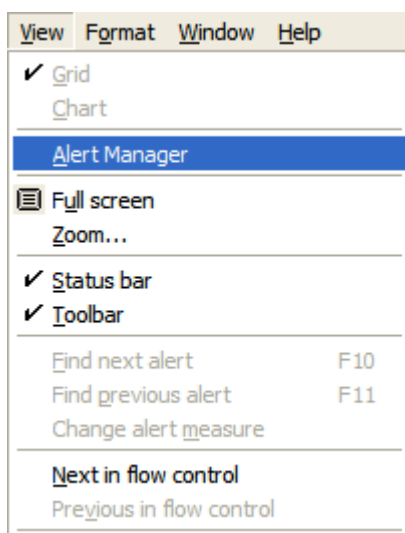 View Format Window Help
Grid
Chart
Alert Manager
Full screen
Zoom...
Status bar
Toolbar
Find next alert F10
Find previous alert F11
Change alert measure
Next in flow control
Previous in flow control